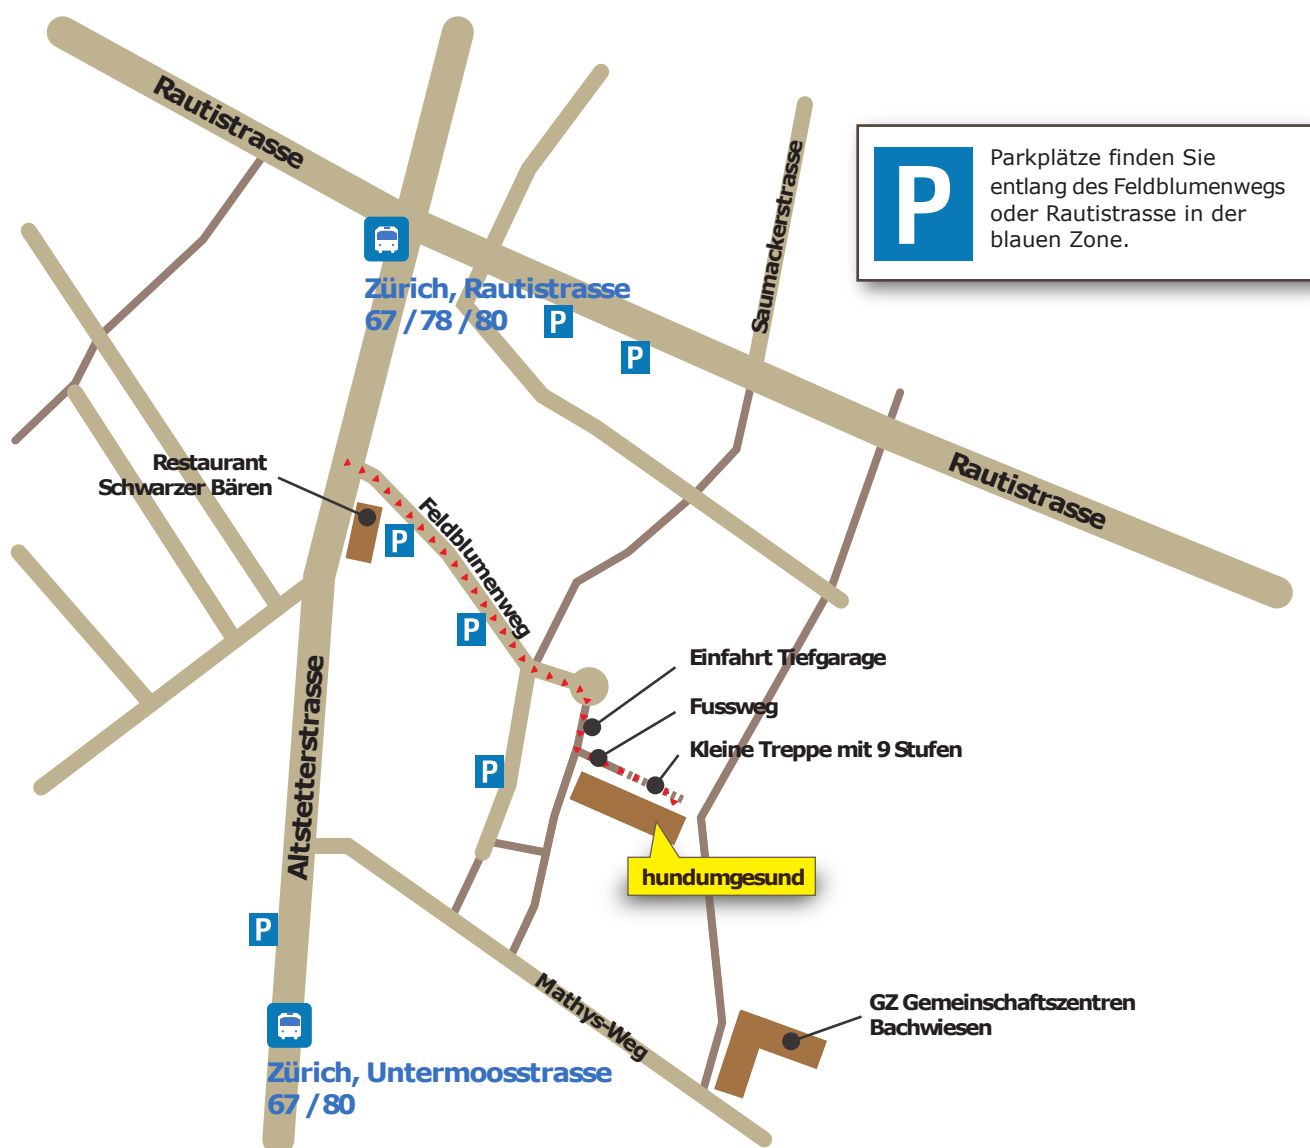 Rautistrasse
P
Parkplätze finden Sie
entlang des Feldblumenwegs
oder Rautistrasse in der
blauen Zone.
Saumackerstrasse
Zürich, Rautistrasse
67 / 78 / 80
P
P
Restaurant
Schwarzer Bären
Rautistrasse
Feldblumenweg
P
P
Einfahrt Tiefgarage
Fussweg
Kleine Treppe mit 9 Stufen
Altstetterstrasse
P
hundumgesund
P
Mathys-Weg
GZ Gemeinschaftszentren
Bachwiesen
Zürich, Untermoosstrasse
67 / 80